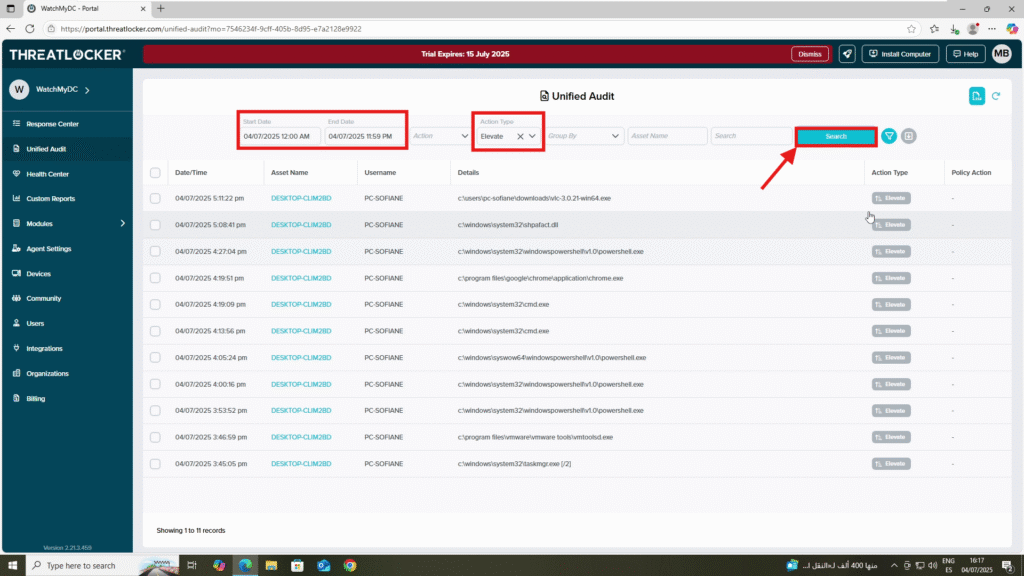 WatchMyDC - Portal
https://portal.threatlocker.com/unified-audit?mo=7546234f-9cff-405b-8d95-e7a2128e9922
THREATLOCKER
Trial Expires: 15 July 2025
Dismiss
Install Computer
Help
MB
W
WatchMyDC
Response Center
Unified Audit
Health Center
Custom Reports
Modules
Agent Settings
Devices
Community
Users
Integrations
Organizations
Billing
Version 2.21.3.459
Unified Audit
Start Date
End Date
Action Type
04/07/2025 12:00 AM
04/07/2025 11:59 PM
Action
Elevate
Group By
Asset Name
Search
Search
Date/Time Asset Name Username Details Action Type Policy Action
04/07/2025 5:11:22 pm DESKTOP-CLIM2BD PC-SOFIANE c:\users\pc-sofiane\downloads\vlc-3.0.21-win64.exe Elevate -
04/07/2025 5:08:41 pm DESKTOP-CLIM2BD PC-SOFIANE c:\windows\system32\shpafact.dll Elevate -
04/07/2025 4:27:04 pm DESKTOP-CLIM2BD PC-SOFIANE c:\windows\system32\windowspowershell\v1.0\powershell.exe Elevate -
04/07/2025 4:19:51 pm DESKTOP-CLIM2BD PC-SOFIANE c:\program files\google\chrome\application\chrome.exe Elevate -
04/07/2025 4:19:09 pm DESKTOP-CLIM2BD PC-SOFIANE c:\windows\system32\cmd.exe Elevate -
04/07/2025 4:13:56 pm DESKTOP-CLIM2BD PC-SOFIANE c:\windows\system32\cmd.exe Elevate -
04/07/2025 4:05:24 pm DESKTOP-CLIM2BD PC-SOFIANE c:\windows\syswow64\windowspowershell\v1.0\powershell.exe Elevate -
04/07/2025 4:00:16 pm DESKTOP-CLIM2BD PC-SOFIANE c:\windows\system32\windowspowershell\v1.0\powershell.exe Elevate -
04/07/2025 3:53:52 pm DESKTOP-CLIM2BD PC-SOFIANE c:\windows\system32\windowspowershell\v1.0\powershell.exe Elevate -
04/07/2025 3:46:59 pm DESKTOP-CLIM2BD PC-SOFIANE c:\program files\vmware\vmware tools\vmtoolsd.exe Elevate -
04/07/2025 3:45:05 pm DESKTOP-CLIM2BD PC-SOFIANE c:\windows\system32\taskmgr.exe [/2] Elevate -
Showing 1 to 11 records
Type here to search
منها 400 ألف لـ«النقل ا...
ENG
ES
16:17
04/07/2025
2